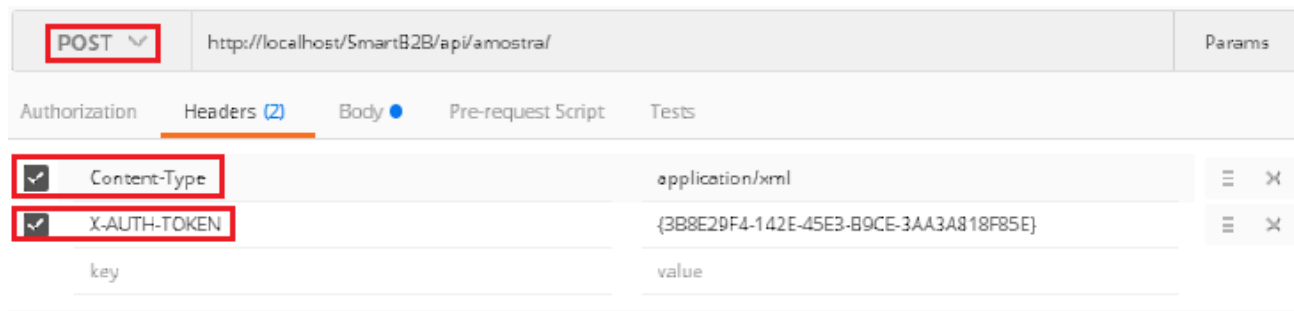 POST http://localhost/SmartB2B/api/amostra/ Params
Authorization Headers (2) Body Pre-request Script Tests
Content-Type application/xml
X-AUTH-TOKEN {3B8E29F4-142E-45E3-B9CE-3AA3A818F85E}
key value